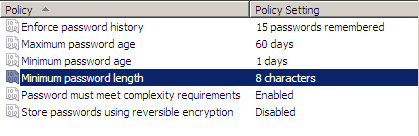 Policy Policy Setting
Enforce password history 15 passwords remembered
Maximum password age 60 days
Minimum password age 1 days
Minimum password length 8 characters
Password must meet complexity requirements Enabled
Store passwords using reversible encryption Disabled